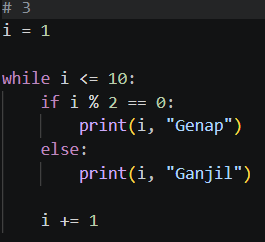 # 3
i = 1

while i <= 10:
    if i % 2 == 0:
        print(i, "Genap")
    else:
        print(i, "Ganjil")

    i += 1